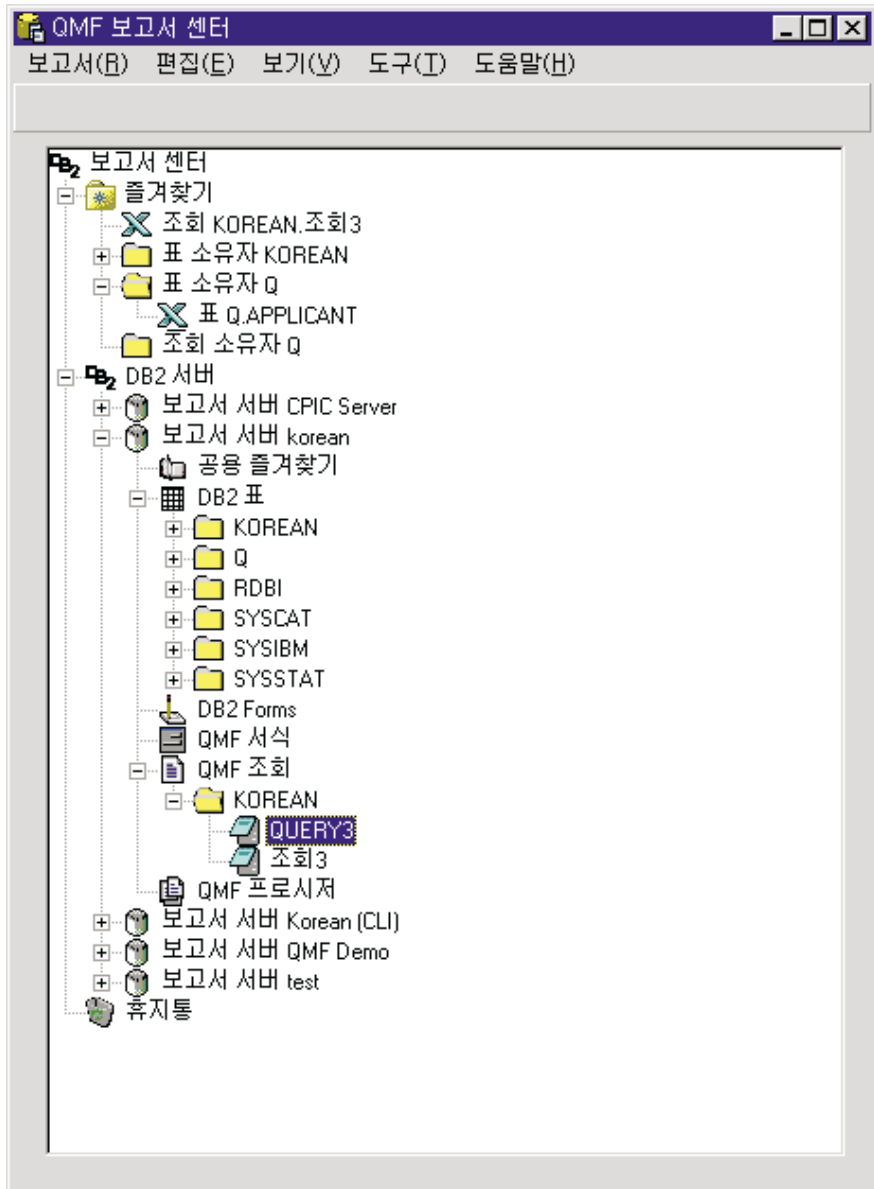 QMF 보고서 센터
보고서(R) 편집(E) 보기(V) 도구(T) 도움말(H)
DB2 보고서 센터
즐겨찾기
조회 KOREAN.조회3
표 소유자 KOREAN
표 소유자 Q
표 Q.APPLICANT
조회 소유자 Q
DB2 DB2 서버
보고서 서버 CPIC Server
보고서 서버 korean
공용 즐겨찾기
DB2 표
KOREAN
Q
RDBI
SYSCAT
SYSIBM
SYSSTAT
DB2 Forms
QMF 서식
QMF 조회
KOREAN
QUERY3
조회3
QMF 프로시저
보고서 서버 Korean (CLI)
보고서 서버 QMF Demo
보고서 서버 test
휴지통